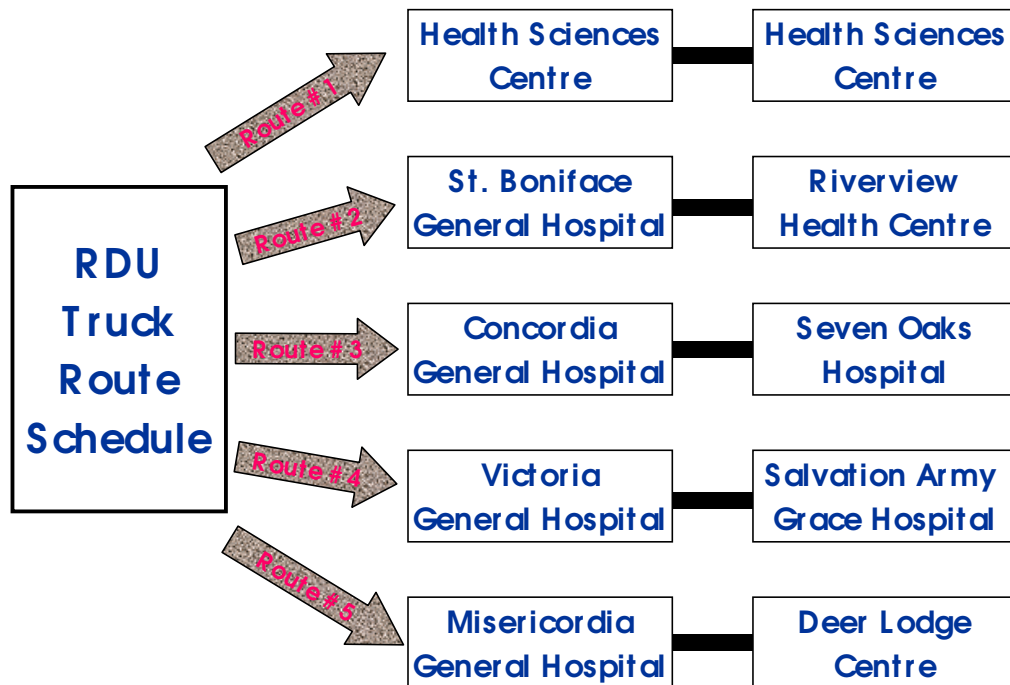 RDU
Truck
Route
Schedule
Route # 1
Health Sciences
Centre
Health Sciences
Centre
Route # 2
St. Boniface
General Hospital
Riverview
Health Centre
Route # 3
Concordia
General Hospital
Seven Oaks
Hospital
Route # 4
Victoria
General Hospital
Salvation Army
Grace Hospital
Route # 5
Misericordia
General Hospital
Deer Lodge
Centre